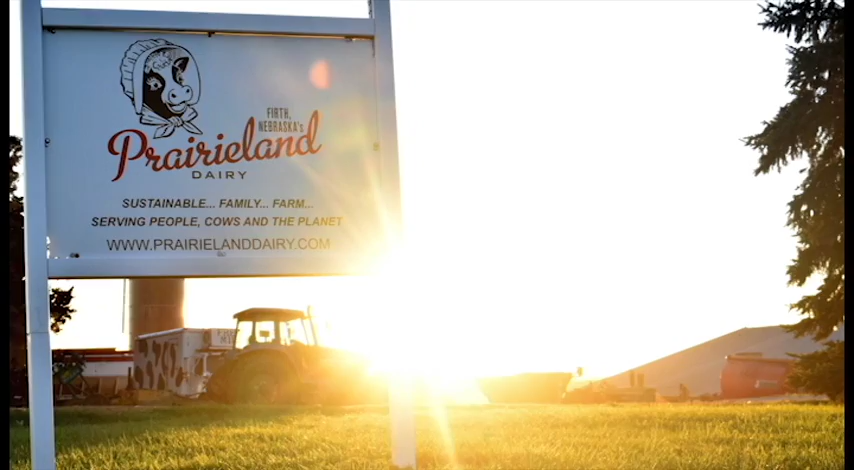 FIRTH,
NEBRASKA's
Prairieland
DAIRY
SUSTAINABLE... FAMILY... FARM...
SERVING PEOPLE, COWS AND THE PLANET
WWW.PRAIRIELANDDAIRY.COM